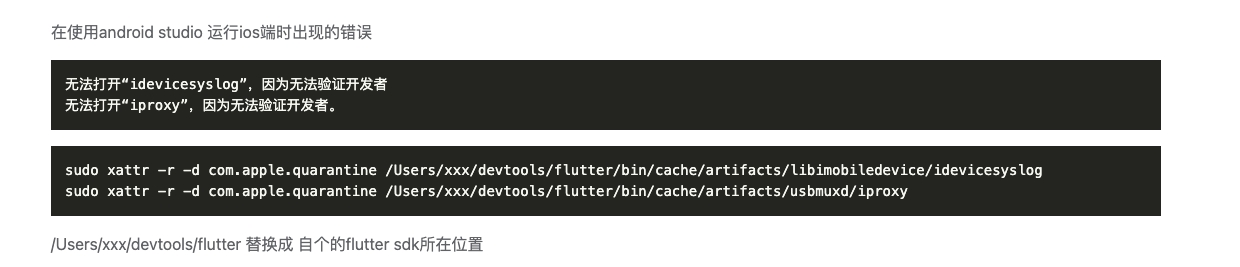 在使用android studio 运行ios端时出现的错误
无法打开“idevicesyslog”，因为无法验证开发者
无法打开“iproxy”，因为无法验证开发者。
sudo xattr -r -d com.apple.quarantine /Users/xxx/devtools/flutter/bin/cache/artifacts/libimobiledevice/idevicesyslog
sudo xattr -r -d com.apple.quarantine /Users/xxx/devtools/flutter/bin/cache/artifacts/usbmuxd/iproxy
/Users/xxx/devtools/flutter 替换成 自个的flutter sdk所在位置